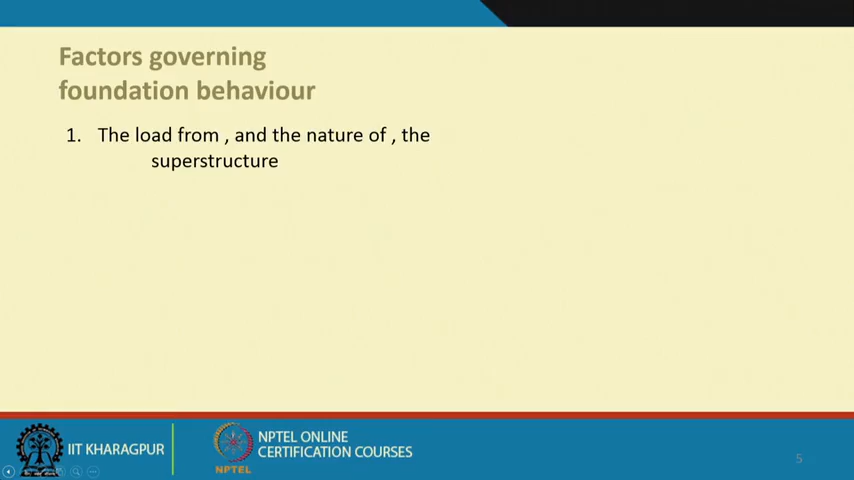 Factors governing
foundation behaviour
1. The load from , and the nature of , the
superstructure
IIT KHARAGPUR
NPTEL
NPTEL ONLINE
CERTIFICATION COURSES
5